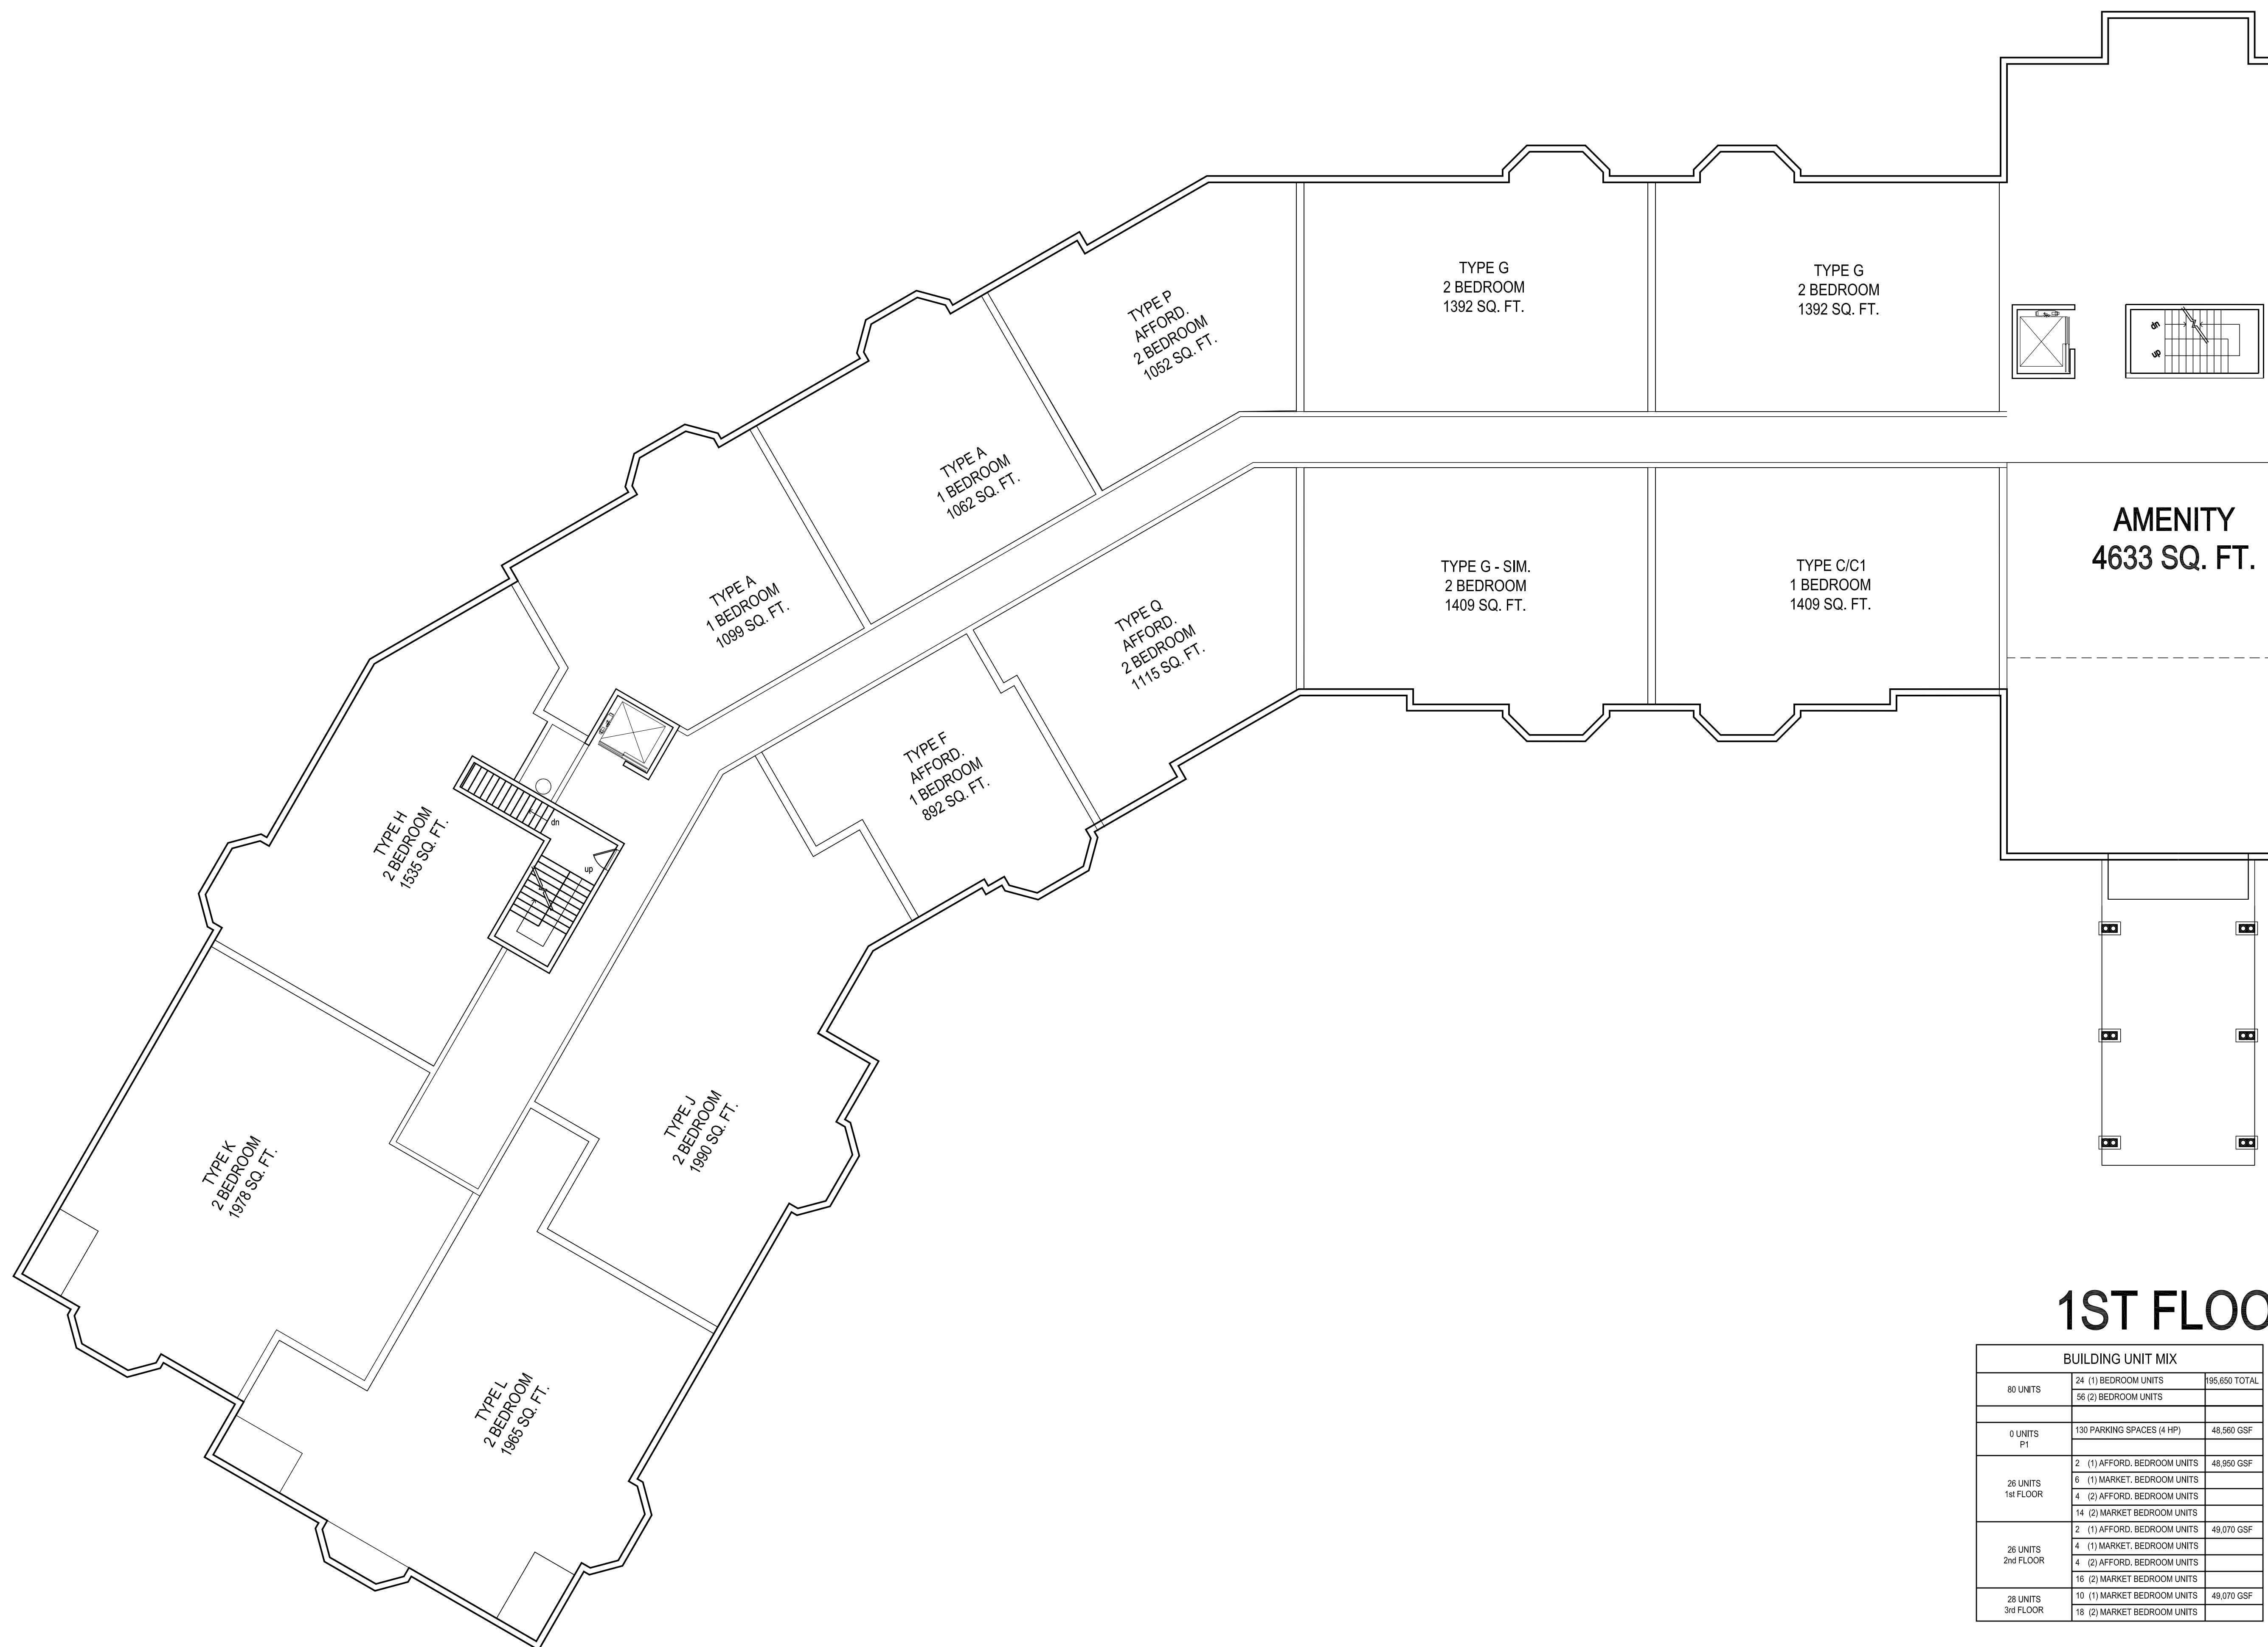 TYPE P
AFFORD.
2 BEDROOM
1052 SQ. FT.
TYPE G
2 BEDROOM
1392 SQ. FT.
TYPE G
2 BEDROOM
1392 SQ. FT.
dn
up
TYPE A
1 BEDROOM
1062 SQ. FT.
TYPE A
1 BEDROOM
1099 SQ. FT.
TYPE Q
AFFORD.
2 BEDROOM
1115 SQ. FT.
TYPE G - SIM.
2 BEDROOM
1409 SQ. FT.
TYPE C/C1
1 BEDROOM
1409 SQ. FT.
AMENITY
4633 SQ. FT.
TYPE F
AFFORD.
1 BEDROOM
892 SQ. FT.
TYPE H
2 BEDROOM
1535 SQ. FT.
dn
up
TYPE J
2 BEDROOM
1990 SQ. FT.
TYPE K
2 BEDROOM
1978 SQ. FT.
TYPE L
2 BEDROOM
1965 SQ. FT.
1ST FLOO
BUILDING UNIT MIX
80 UNITS
24 (1) BEDROOM UNITS 195,650 TOTAL
56 (2) BEDROOM UNITS
0 UNITS
P1
130 PARKING SPACES (4 HP) 48,560 GSF
26 UNITS
1st FLOOR
2 (1) AFFORD. BEDROOM UNITS 48,950 GSF
6 (1) MARKET. BEDROOM UNITS
4 (2) AFFORD. BEDROOM UNITS
14 (2) MARKET BEDROOM UNITS
26 UNITS
2nd FLOOR
2 (1) AFFORD. BEDROOM UNITS 49,070 GSF
4 (1) MARKET. BEDROOM UNITS
4 (2) AFFORD. BEDROOM UNITS
16 (2) MARKET BEDROOM UNITS
28 UNITS
3rd FLOOR
10 (1) MARKET BEDROOM UNITS 49,070 GSF
18 (2) MARKET BEDROOM UNITS